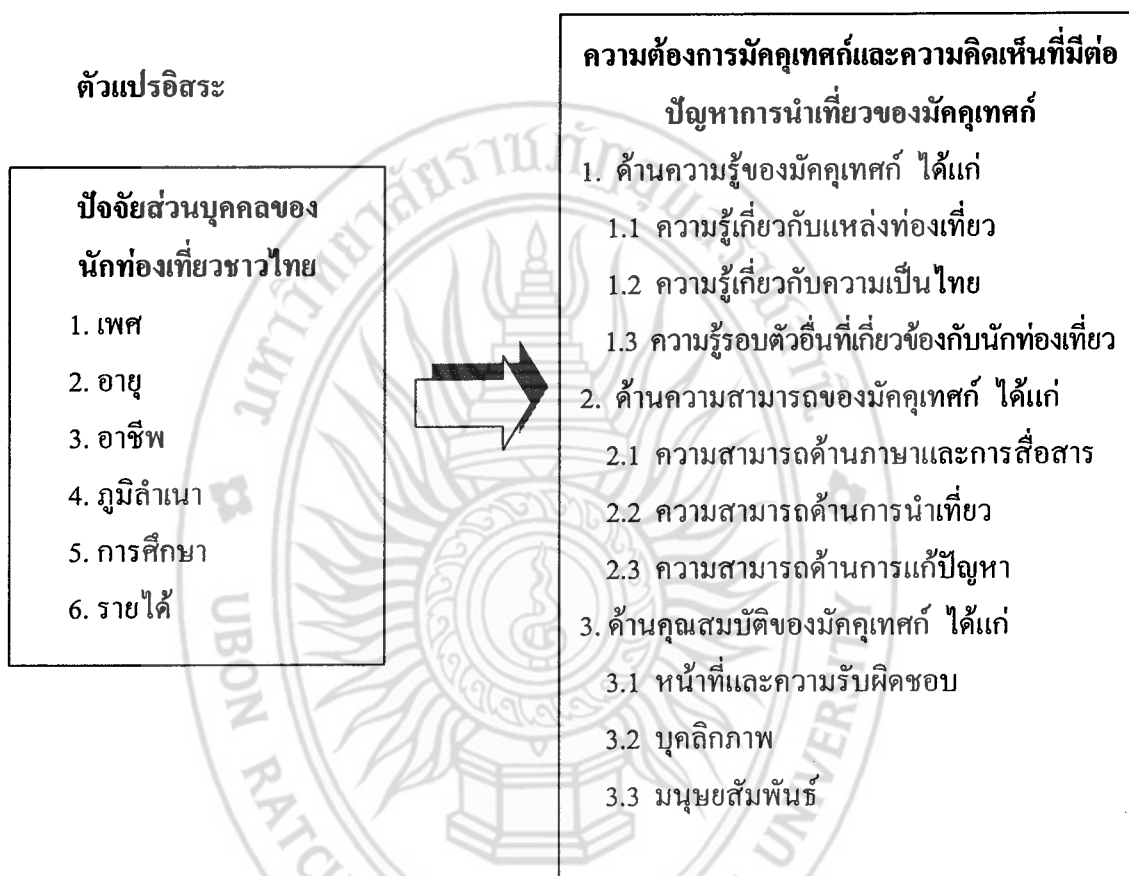 ตัวแปรอิสระ
ปัจจัยส่วนบุคคลของ
นักท่องเที่ยวชาวไทย
1. เพศ
2. อายุ
3. อาชีพ
4. ภูมิลำเนา
5. การศึกษา
6. รายได้
ความต้องการมัคคุเทศก์และความคิดเห็นที่มีต่อ
ปัญหาการนำเที่ยวของมัคคุเทศก์
1. ด้านความรู้ของมัคคุเทศก์ ได้แก่
1.1 ความรู้เกี่ยวกับแหล่งท่องเที่ยว
1.2 ความรู้เกี่ยวกับความเป็นไทย
1.3 ความรู้รอบตัวอื่นที่เกี่ยวข้องกับนักท่องเที่ยว
2. ด้านความสามารถของมัคคุเทศก์ ได้แก่
2.1 ความสามารถด้านภาษาและการสื่อสาร
2.2 ความสามารถด้านการนำเที่ยว
2.3 ความสามารถด้านการแก้ปัญหา
3. ด้านคุณสมบัติของมัคคุเทศก์ ได้แก่
3.1 หน้าที่และความรับผิดชอบ
3.2 บุคลิกภาพ
3.3 มนุษยสัมพันธ์
UBON UNIVERSITY